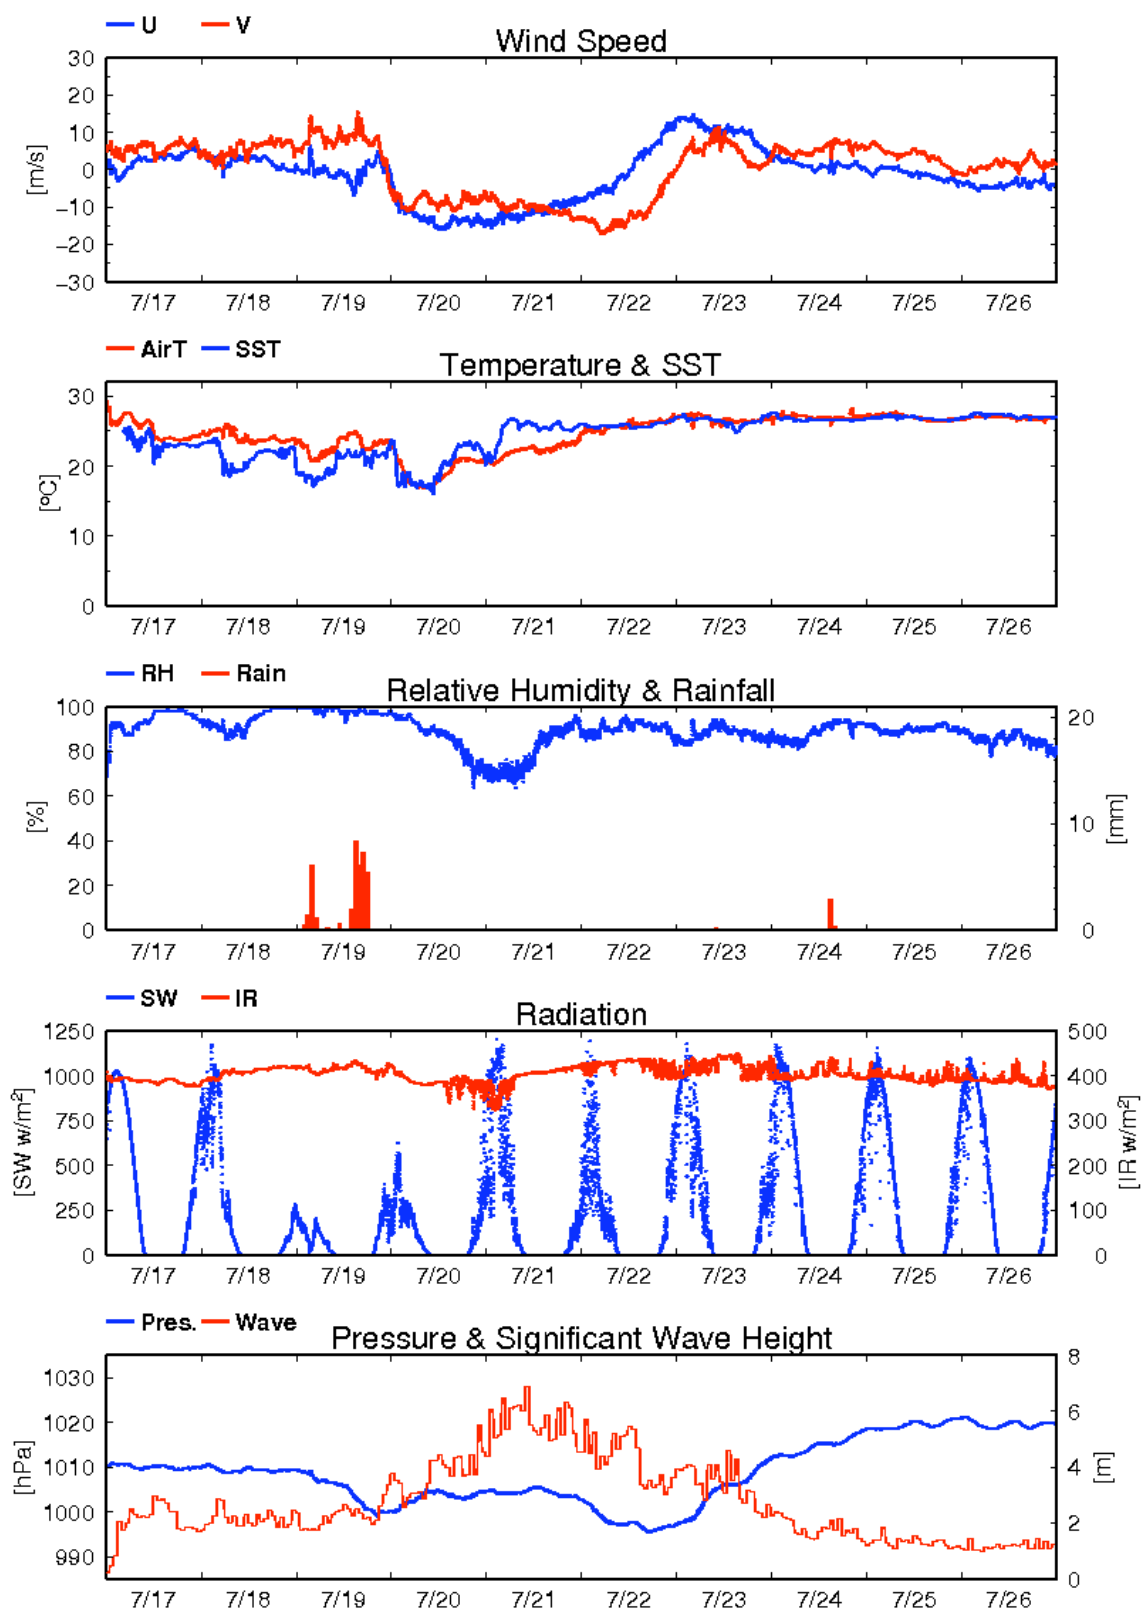 U V
Wind Speed
30
20
10
0
−10
−20
−30
[m/s]
7/17 7/18 7/19 7/20 7/21 7/22 7/23 7/24 7/25 7/26
AirT SST
Temperature & SST
30
20
10
0
[ºC]
7/17 7/18 7/19 7/20 7/21 7/22 7/23 7/24 7/25 7/26
RH Rain
Relative Humidity & Rainfall
100 20
80
60
40 10
20
0 0
[%] [mm]
7/17 7/18 7/19 7/20 7/21 7/22 7/23 7/24 7/25 7/26
SW IR
Radiation
1250 500
1000 400
750 300
500 200
250 100
0 0
[SW w/m²] [IR w/m²]
7/17 7/18 7/19 7/20 7/21 7/22 7/23 7/24 7/25 7/26
Pres. Wave
Pressure & Significant Wave Height
1030 8
1020 6
1010 4
1000 2
990 0
[hPa] [m]
7/17 7/18 7/19 7/20 7/21 7/22 7/23 7/24 7/25 7/26